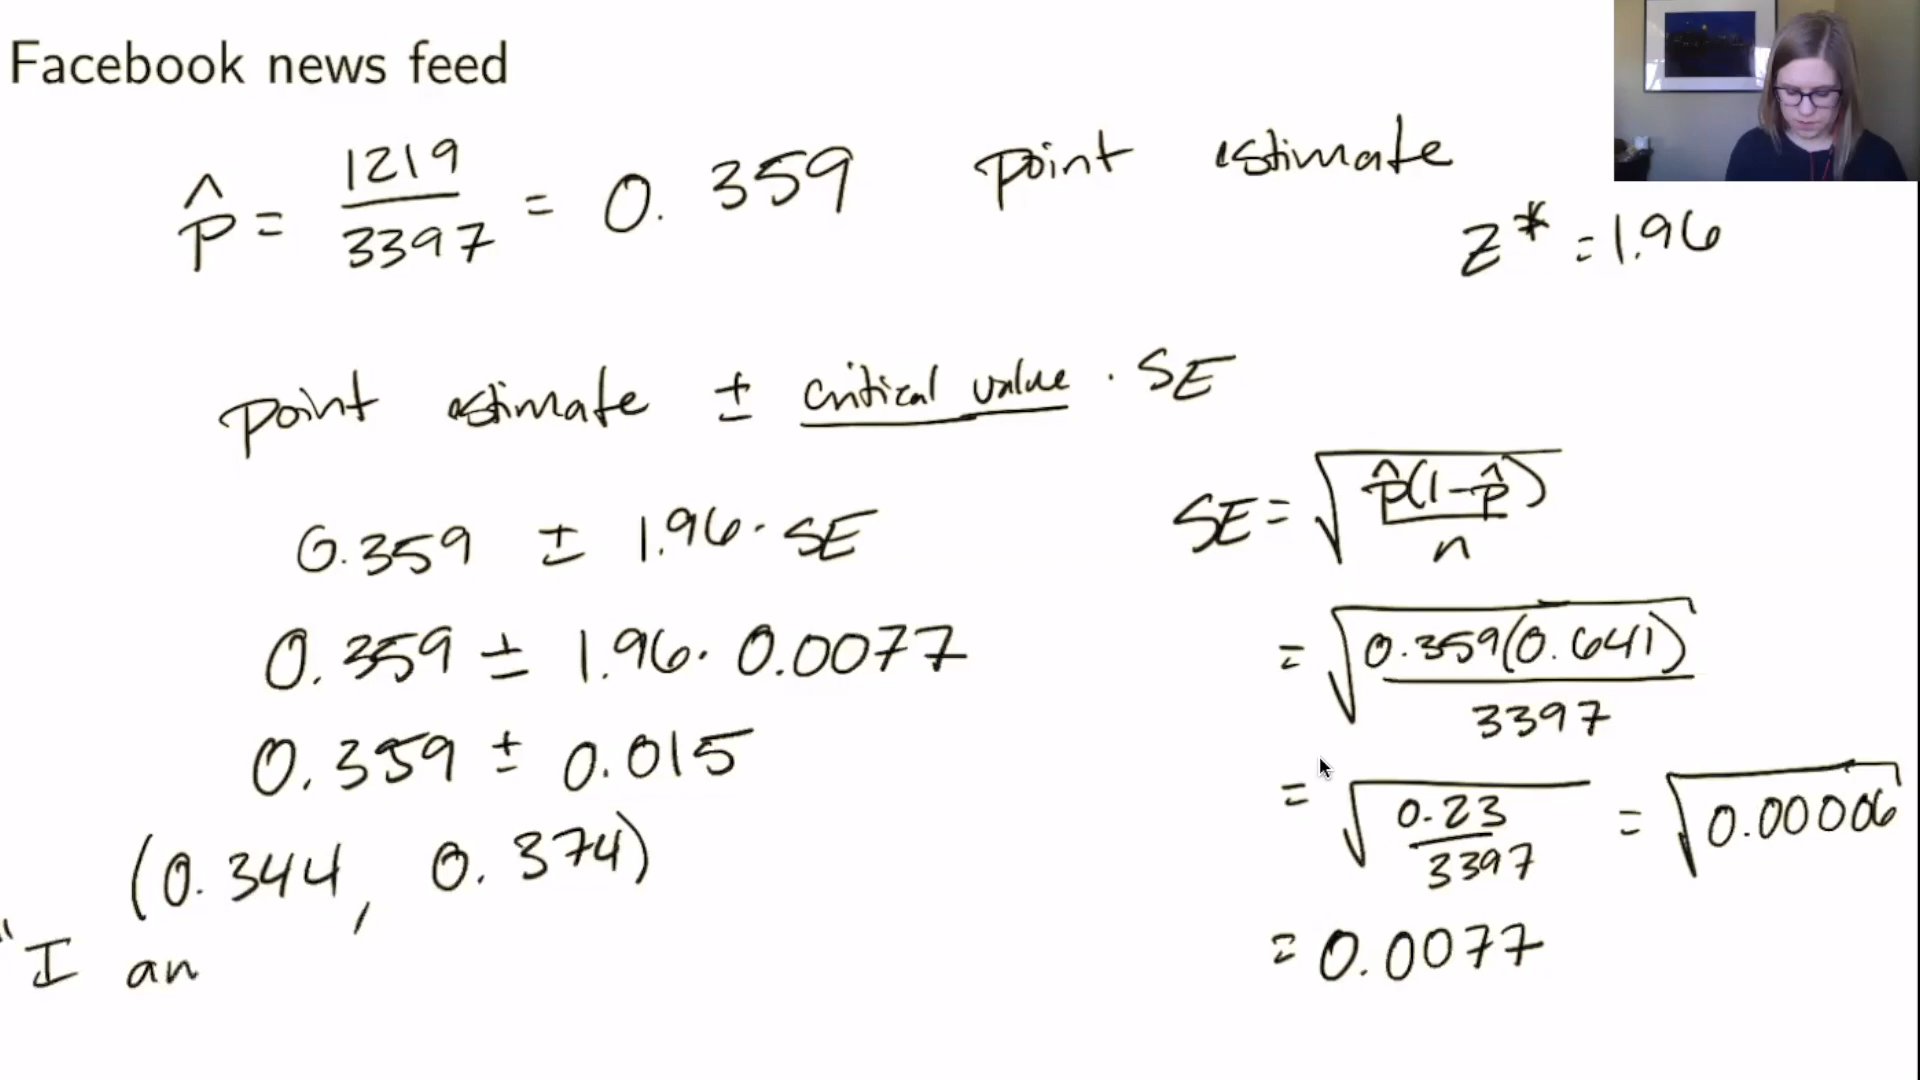 Facebook news feed
p̂ = 1219/3397 = 0.359 point estimate
z* = 1.96
point estimate ± critical value · SE
0.359 ± 1.96 · SE
0.359 ± 1.96 · 0.0077
0.359 ± 0.015
(0.344, 0.374)
"I am
SE = √(p̂(1-p̂)/n)
= √(0.359(0.641)/3397)
= √(0.23/3397) = √0.00006
= 0.0077